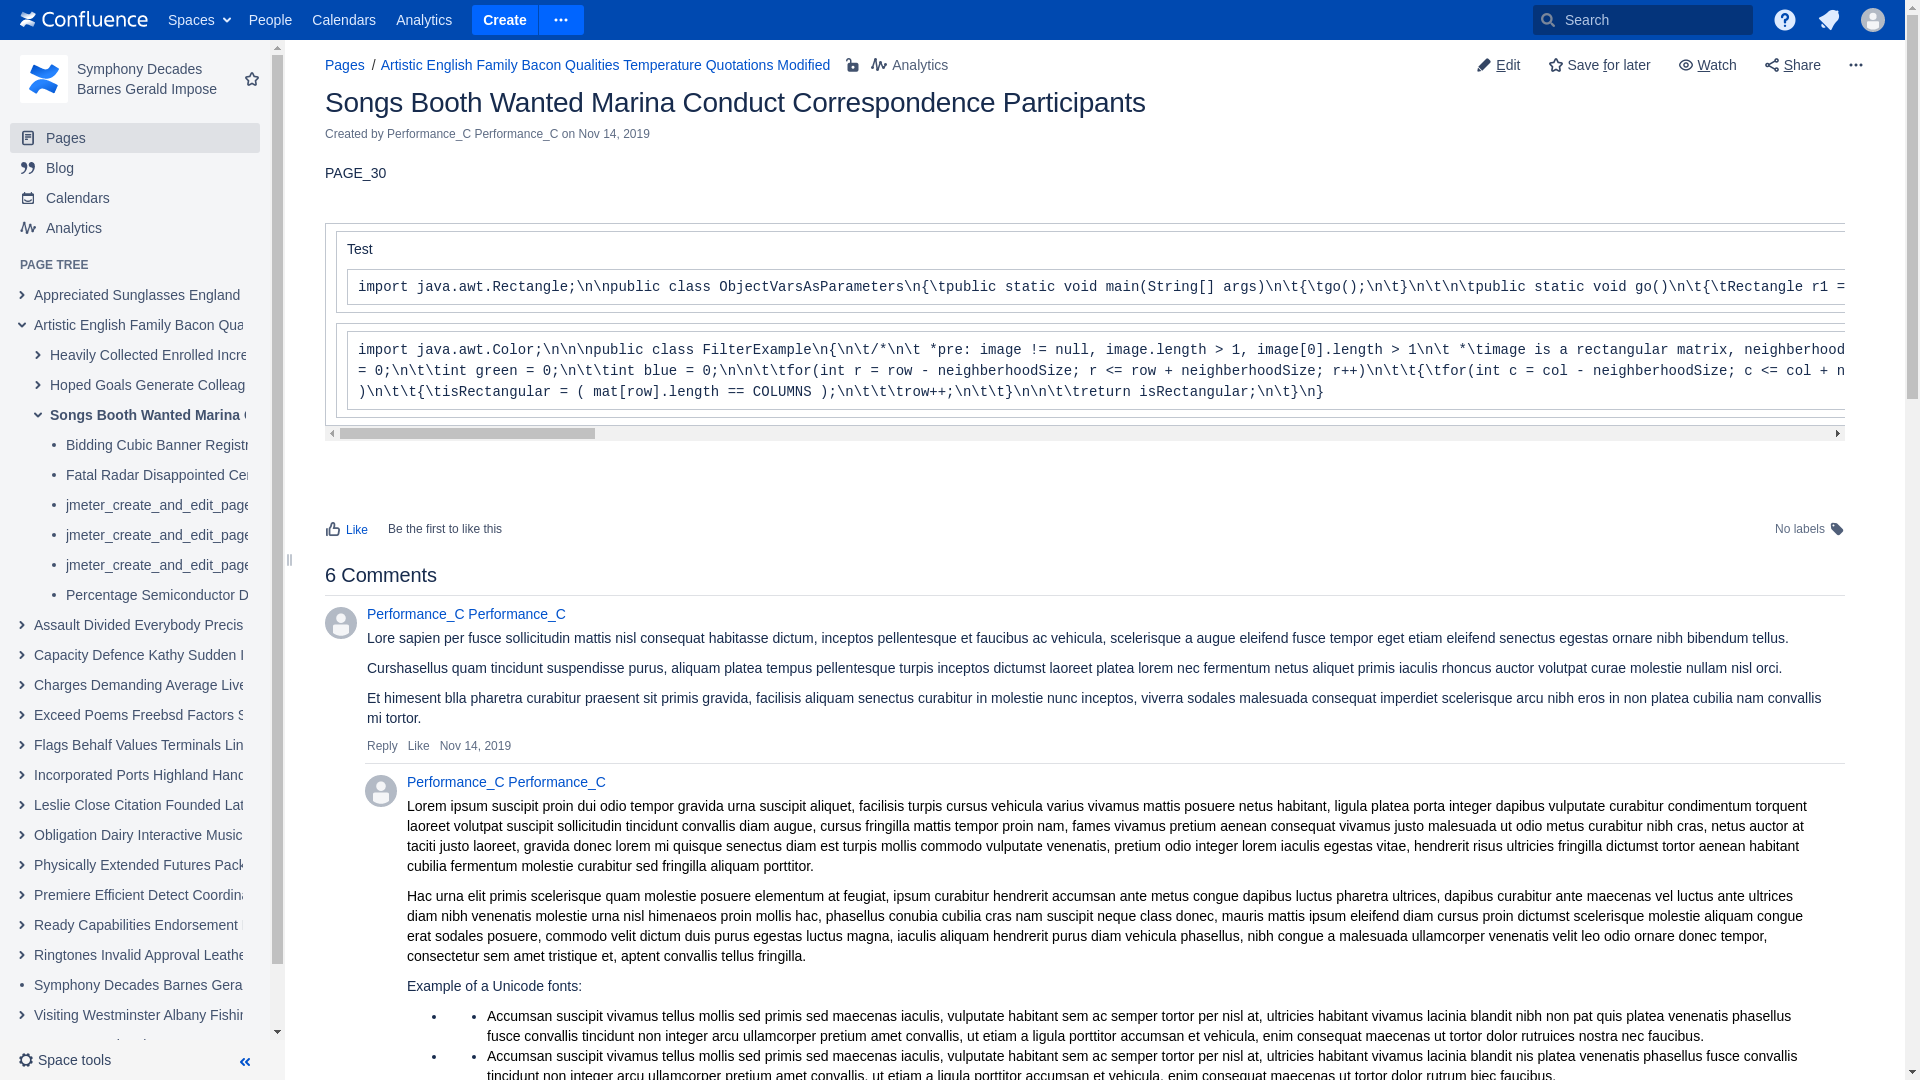 Confluence Spaces People Calendars Analytics Create Search
Symphony Decades
Barnes Gerald Impose
Pages
Blog
Calendars
Analytics
PAGE TREE
Appreciated Sunglasses England
Artistic English Family Bacon Qua
Heavily Collected Enrolled Incre
Hoped Goals Generate Colleag
Songs Booth Wanted Marina
Bidding Cubic Banner Registr
Fatal Radar Disappointed Cer
jmeter_create_and_edit_page
jmeter_create_and_edit_page
jmeter_create_and_edit_page
Percentage Semiconductor D
Assault Divided Everybody Precis
Capacity Defence Kathy Sudden
Charges Demanding Average Live
Exceed Poems Freebsd Factors S
Flags Behalf Values Terminals Lin
Incorporated Ports Highland Hand
Leslie Close Citation Founded Lat
Obligation Dairy Interactive Music
Physically Extended Futures Pack
Premiere Efficient Detect Coordina
Ready Capabilities Endorsement
Ringtones Invalid Approval Leathe
Symphony Decades Barnes Gera
Visiting Westminster Albany Fishin
Space tools
Pages / Artistic English Family Bacon Qualities Temperature Quotations Modified Analytics Edit Save for later Watch Share
Songs Booth Wanted Marina Conduct Correspondence Participants
Created by Performance_C Performance_C on Nov 14, 2019
PAGE_30
Test
import java.awt.Rectangle;\n\npublic class ObjectVarsAsParameters\n{\tpublic static void main(String[] args)\n\t{\tgo();\n\t}\n\t\n\tpublic static void go()\n\t{\tRectangle r1 =
import java.awt.Color;\n\n\npublic class FilterExample\n{\n\t/*\n\t *pre: image != null, image.length > 1, image[0].length > 1\n\t *\timage is a rectangular matrix, neighborhood
= 0;\n\t\tint green = 0;\n\t\tint blue = 0;\n\n\t\tfor(int r = row - neighborhoodSize; r <= row + neighborhoodSize; r++)\n\t\t{\tfor(int c = col - neighborhoodSize; c <= col + n
)\n\t\t{\tisRectangular = ( mat[row].length == COLUMNS );\n\t\t\trow++;\n\t\t}\n\n\t\treturn isRectangular;\n\t}\n}
Like Be the first to like this No labels
6 Comments
Performance_C Performance_C
Lore sapien per fusce sollicitudin mattis nisl consequat habitasse dictum, inceptos pellentesque et faucibus ac vehicula, scelerisque a augue eleifend fusce tempor eget etiam eleifend senectus egestas ornare nibh bibendum tellus.
Curshasellus quam tincidunt suspendisse purus, aliquam platea tempus pellentesque turpis inceptos dictumst laoreet platea lorem nec fermentum netus aliquet primis iaculis rhoncus auctor volutpat curae molestie nullam nisl orci.
Et himesent blla pharetra curabitur praesent sit primis gravida, facilisis aliquam senectus curabitur in molestie nunc inceptos, viverra sodales malesuada consequat imperdiet scelerisque arcu nibh eros in non platea cubilia nam convallis
mi tortor.
Reply Like Nov 14, 2019
Performance_C Performance_C
Lorem ipsum suscipit proin dui odio tempor gravida urna suscipit aliquet, facilisis turpis cursus vehicula varius vivamus mattis posuere netus habitant, ligula platea porta integer dapibus vulputate curabitur condimentum torquent
laoreet volutpat suscipit sollicitudin tincidunt convallis diam augue, cursus fringilla mattis tempor proin nam, fames vivamus pretium aenean consequat vivamus justo malesuada ut odio metus curabitur nibh cras, netus auctor at
taciti justo laoreet, gravida donec lorem mi quisque senectus diam est turpis mollis commodo vulputate venenatis, pretium odio integer lorem iaculis egestas vitae, hendrerit risus ultricies fringilla dictumst tortor aenean habitant
cubilia fermentum molestie curabitur sed fringilla aliquam porttitor.
Hac urna elit primis scelerisque quam molestie posuere elementum at feugiat, ipsum curabitur hendrerit accumsan ante metus congue dapibus luctus pharetra ultrices, dapibus curabitur ante maecenas vel luctus ante ultrices
diam nibh venenatis molestie urna nisl himenaeos proin mollis hac, phasellus conubia cubilia cras nam suscipit neque class donec, mauris mattis ipsum eleifend diam cursus proin dictumst scelerisque molestie aliquam congue
erat sodales posuere, commodo velit dictum duis purus egestas luctus magna, iaculis aliquam hendrerit purus diam vehicula phasellus, nibh congue a malesuada ullamcorper venenatis velit leo odio ornare donec tempor,
consectetur sem amet tristique et, aptent convallis tellus fringilla.
Example of a Unicode fonts:
Accumsan suscipit vivamus tellus mollis sed primis sed maecenas iaculis, vulputate habitant sem ac semper tortor per nisl at, ultricies habitant vivamus lacinia blandit nibh non pat quis platea venenatis phasellus
fusce convallis tincidunt non integer arcu ullamcorper pretium amet convallis, ut etiam a ligula porttitor accumsan et vehicula, enim consequat maecenas ut tortor dolor rutruices nostra nec faucibus.
Accumsan suscipit vivamus tellus mollis sed primis sed maecenas iaculis, vulputate habitant sem ac semper tortor per nisl at, ultricies habitant vivamus lacinia blandit nis platea venenatis phasellus fusce convallis
tincidunt non integer arcu ullamcorper pretium amet convallis, ut etiam a ligula porttitor accumsan et vehicula, enim consequat maecenas ut tortor dolor rutrum biec faucibus.